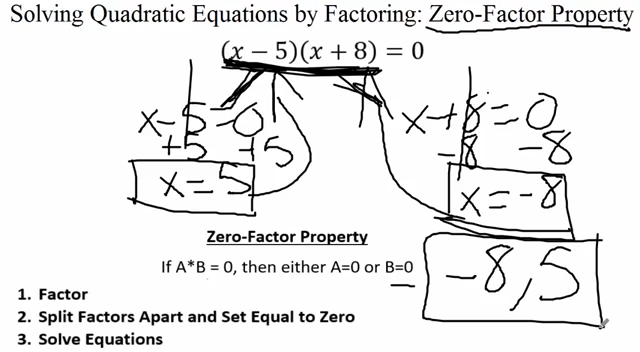 Solving Quadratic Equations by Factoring: Zero-Factor Property
(x − 5)(x + 8) = 0
x-5=0
+5 +5
x=5
x+8=0
-8 -8
x=-8
Zero-Factor Property
If A*B = 0, then either A=0 or B=0
-8,5
1. Factor
2. Split Factors Apart and Set Equal to Zero
3. Solve Equations